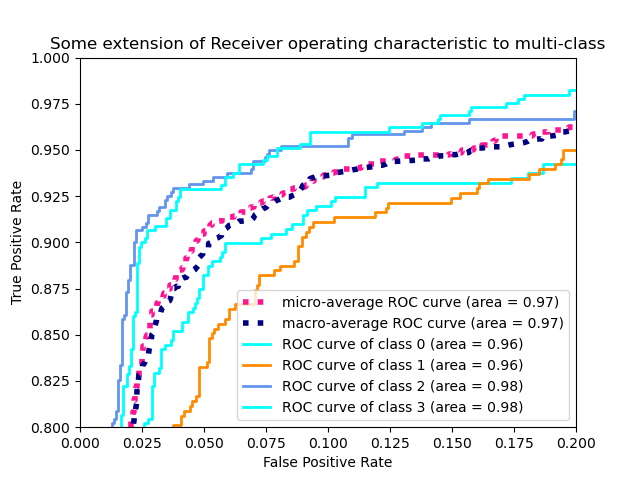 Some extension of Receiver operating characteristic to multi-class
1.000
0.975
0.950
0.925
0.900
0.875
0.850
0.825
0.800
True Positive Rate
micro-average ROC curve (area = 0.97)
macro-average ROC curve (area = 0.97)
ROC curve of class 0 (area = 0.96)
ROC curve of class 1 (area = 0.96)
ROC curve of class 2 (area = 0.98)
ROC curve of class 3 (area = 0.98)
0.000 0.025 0.050 0.075 0.100 0.125 0.150 0.175 0.200
False Positive Rate